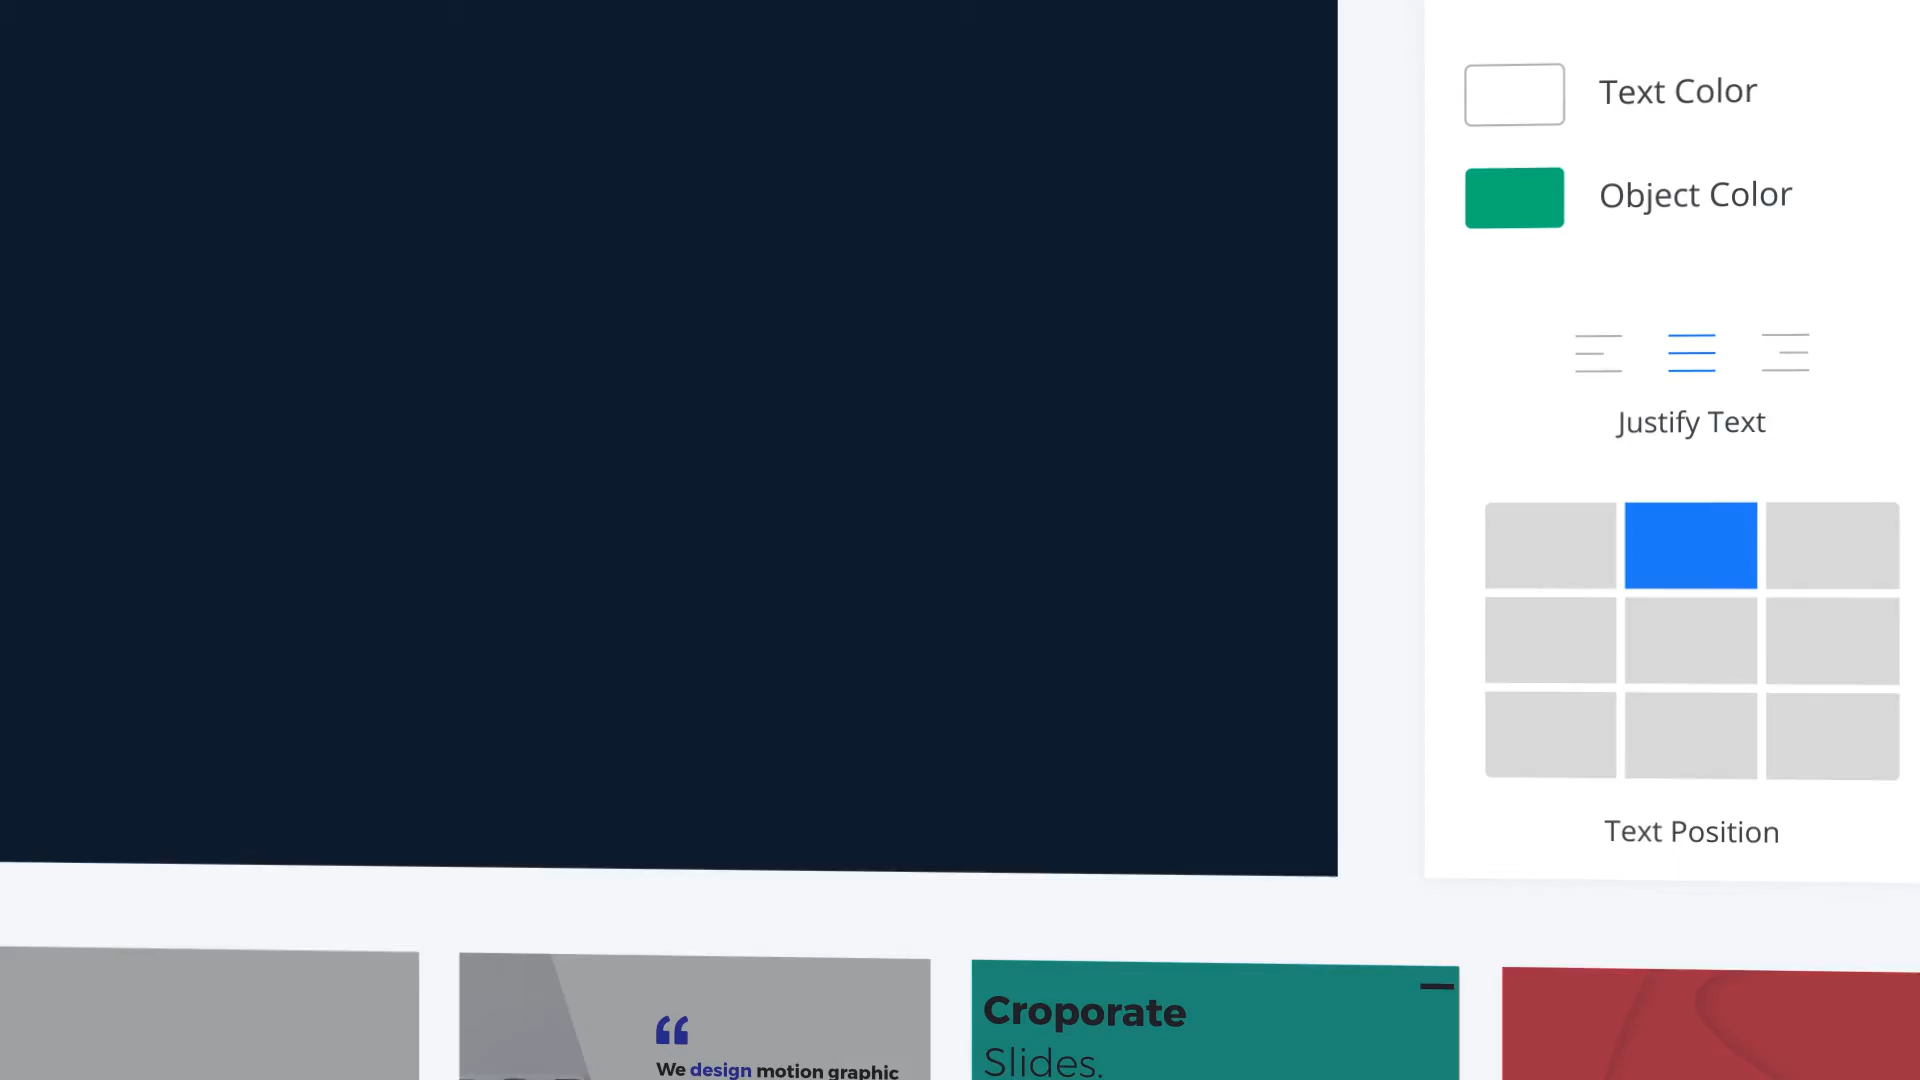 Text Color
Object Color
Justify Text
Text Position
“
We design motion graphic
Croporate
Slides.